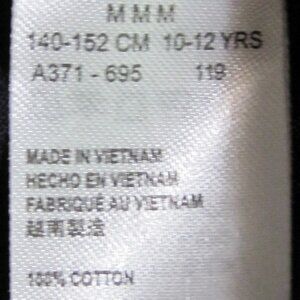 M M M
140-152 CM 10-12 YRS
A371 - 695 119
MADE IN VIETNAM
HECHO EN VIETNAM
FABRIQUÉ AU VIETNAM
越南製造
100% COTTON